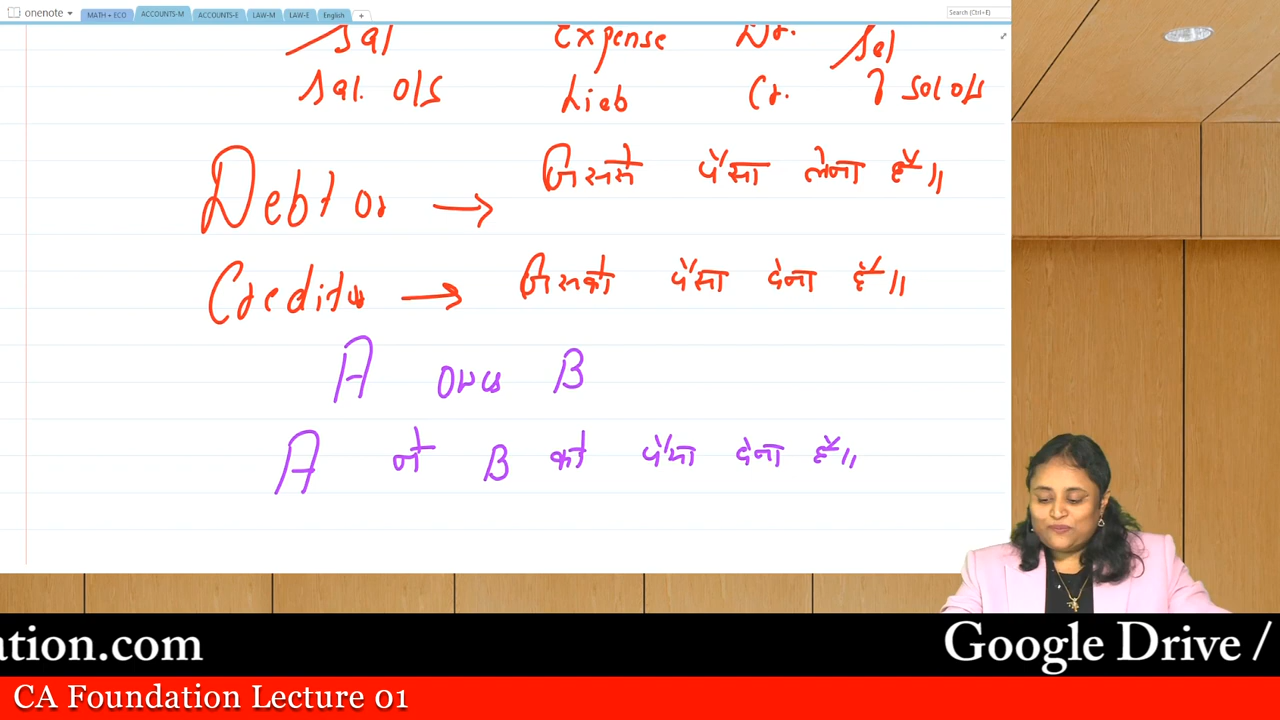 onenote MATH + ECO ACCOUNTS-M ACCOUNTS-E LAW-M LAW-E English + Search (Ctrl+E)
Sal Expense Dr. Sal
Sal. o/s Liab Cr. Sal o/s
Debtor → जिससे पैसा लेना है॥
Creditor → जिसको पैसा देना है॥
A owes B
A ने B को पैसा देना है॥
ation.com Google Drive /
CA Foundation Lecture 01